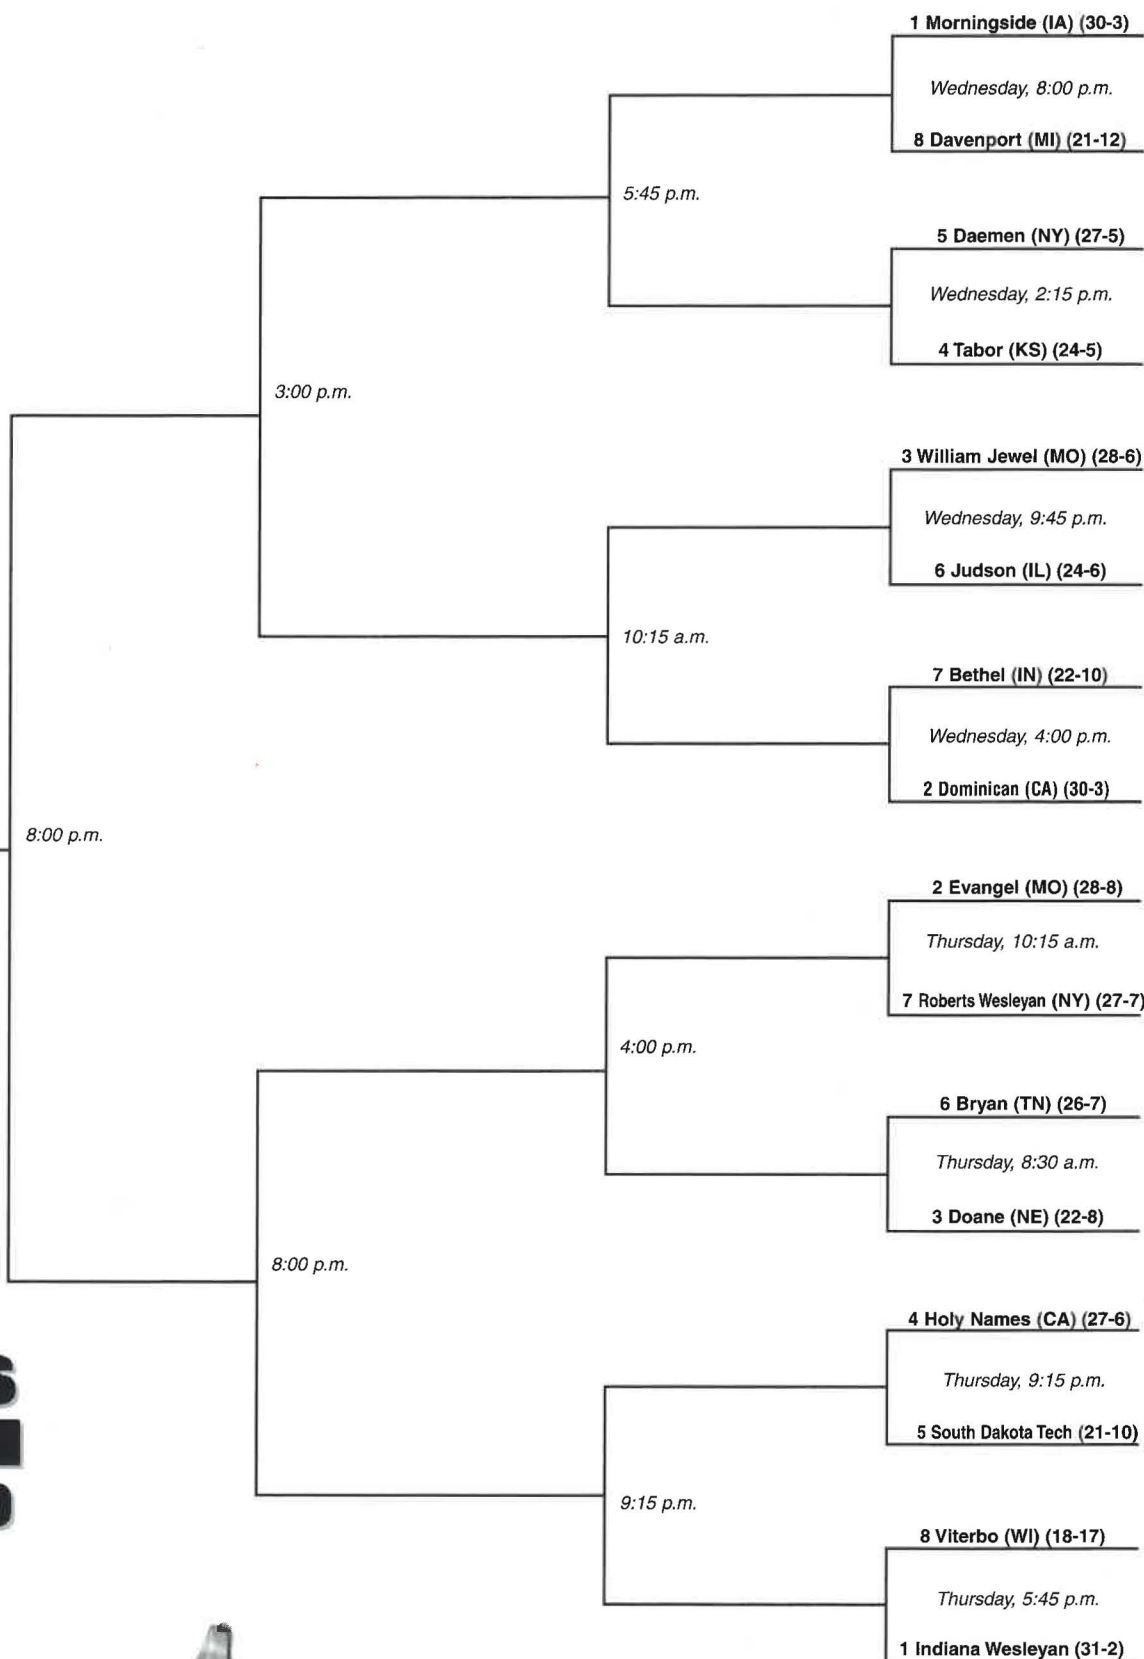 1 Morningside (IA) (30-3)
Wednesday, 8:00 p.m.
8 Davenport (MI) (21-12)
5:45 p.m.
5 Daemen (NY) (27-5)
Wednesday, 2:15 p.m.
4 Tabor (KS) (24-5)
3:00 p.m.
3 William Jewel (MO) (28-6)
Wednesday, 9:45 p.m.
6 Judson (IL) (24-6)
10:15 a.m.
7 Bethel (IN) (22-10)
Wednesday, 4:00 p.m.
2 Dominican (CA) (30-3)
8:00 p.m.
2 Evangel (MO) (28-8)
Thursday, 10:15 a.m.
7 Roberts Wesleyan (NY) (27-7)
4:00 p.m.
6 Bryan (TN) (26-7)
Thursday, 8:30 a.m.
3 Doane (NE) (22-8)
8:00 p.m.
4 Holy Names (CA) (27-6)
Thursday, 9:15 p.m.
5 South Dakota Tech (21-10)
9:15 p.m.
8 Viterbo (WI) (18-17)
Thursday, 5:45 p.m.
1 Indiana Wesleyan (31-2)